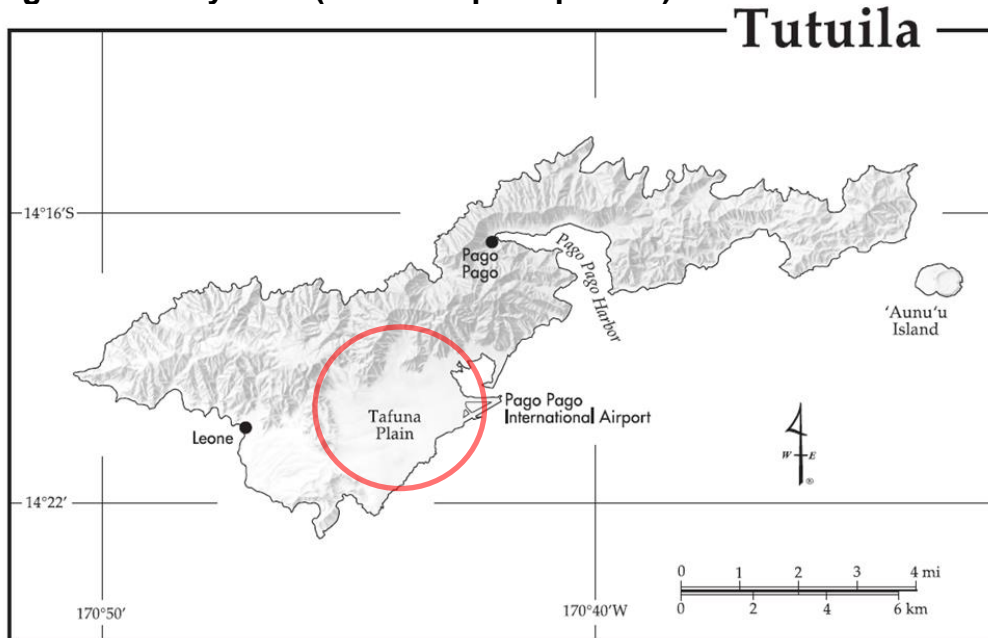 Tutuila
14°16'S
Pago
Pago
Pago Pago Harbor
'Aunu'u
Island
Tafuna
Plain
Pago Pago
International Airport
Leone
W E
®
14°22'
0 1 2 3 4 mi
0 2 4 6 km
170°50'
170°40'W